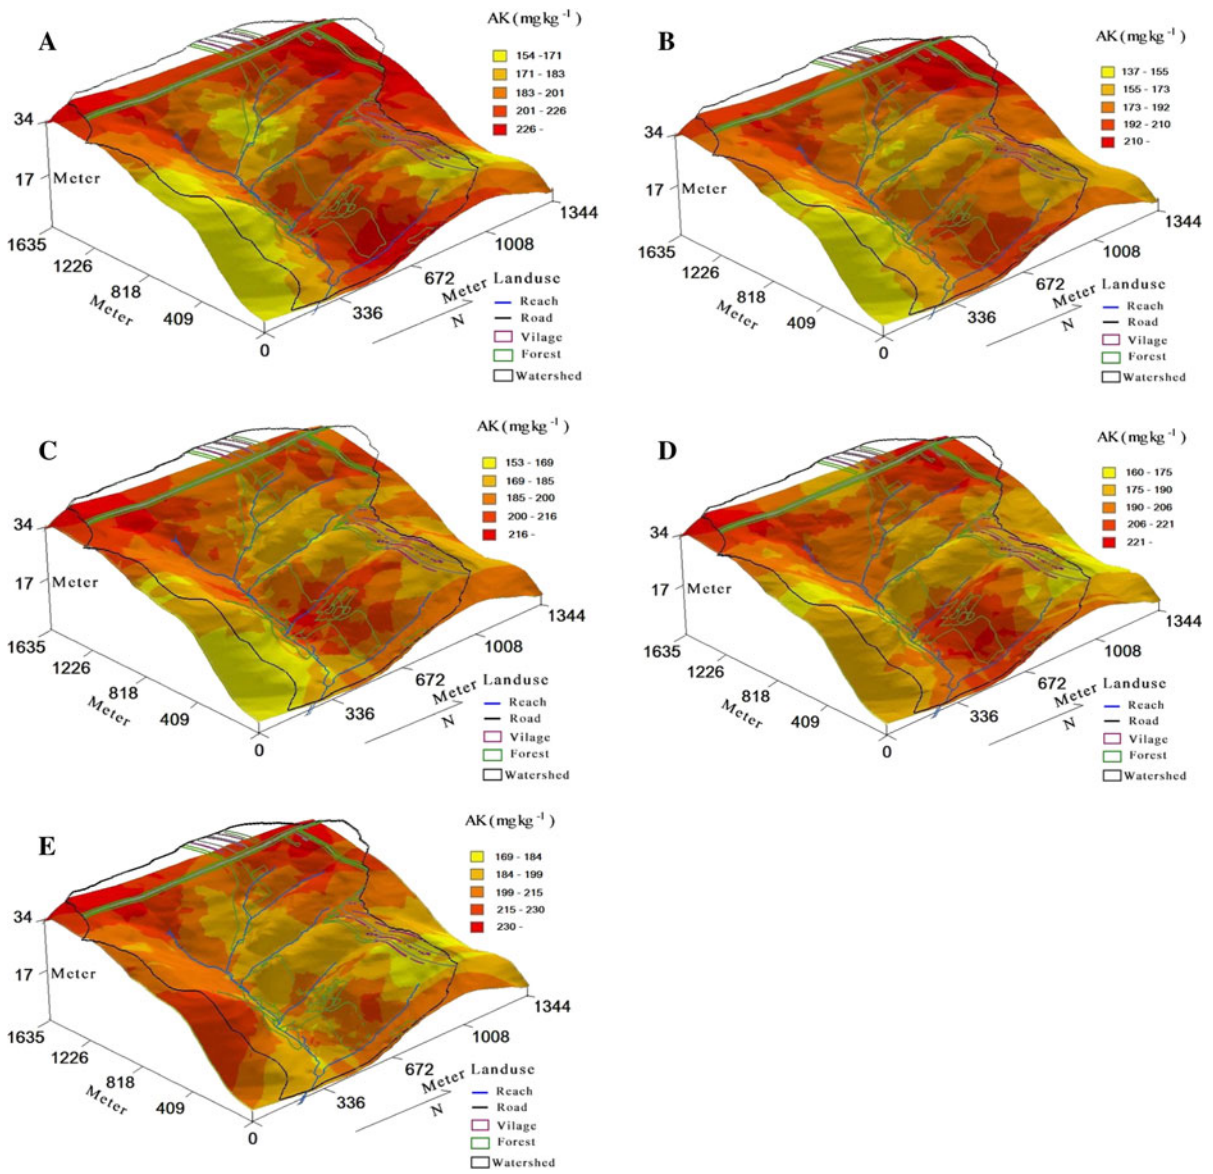 A
AK (mg kg -1 )
154 -171
171 - 183
183 - 201
201 - 226
226 -
34
17
Meter
1635
1226
818
409
Meter
0
336
672
1008
1344
Meter
N
Landuse
Reach
Road
Vilage
Forest
Watershed
B
AK (mg kg -1 )
137 - 155
155 - 173
173 - 192
192 - 210
210 -
34
17
Meter
1635
1226
818
409
Meter
0
336
672
1008
1344
Meter
N
Landuse
Reach
Road
Vilage
Forest
Watershed
C
AK (mg kg -1 )
153 - 169
169 - 185
185 - 200
200 - 216
216 -
34
17
Meter
1635
1226
818
409
Meter
0
336
672
1008
1344
Meter
N
Landuse
Reach
Road
Vilage
Forest
Watershed
D
AK (mg kg -1 )
160 - 175
175 - 190
190 - 206
206 - 221
221 -
34
17
Meter
1635
1226
818
409
Meter
0
336
672
1008
1344
Meter
N
Landuse
Reach
Road
Vilage
Forest
Watershed
E
AK (mg kg -1 )
169 - 184
184 - 199
199 - 215
215 - 230
230 -
34
17
Meter
1635
1226
818
409
Meter
0
336
672
1008
1344
Meter
N
Landuse
Reach
Road
Vilage
Forest
Watershed